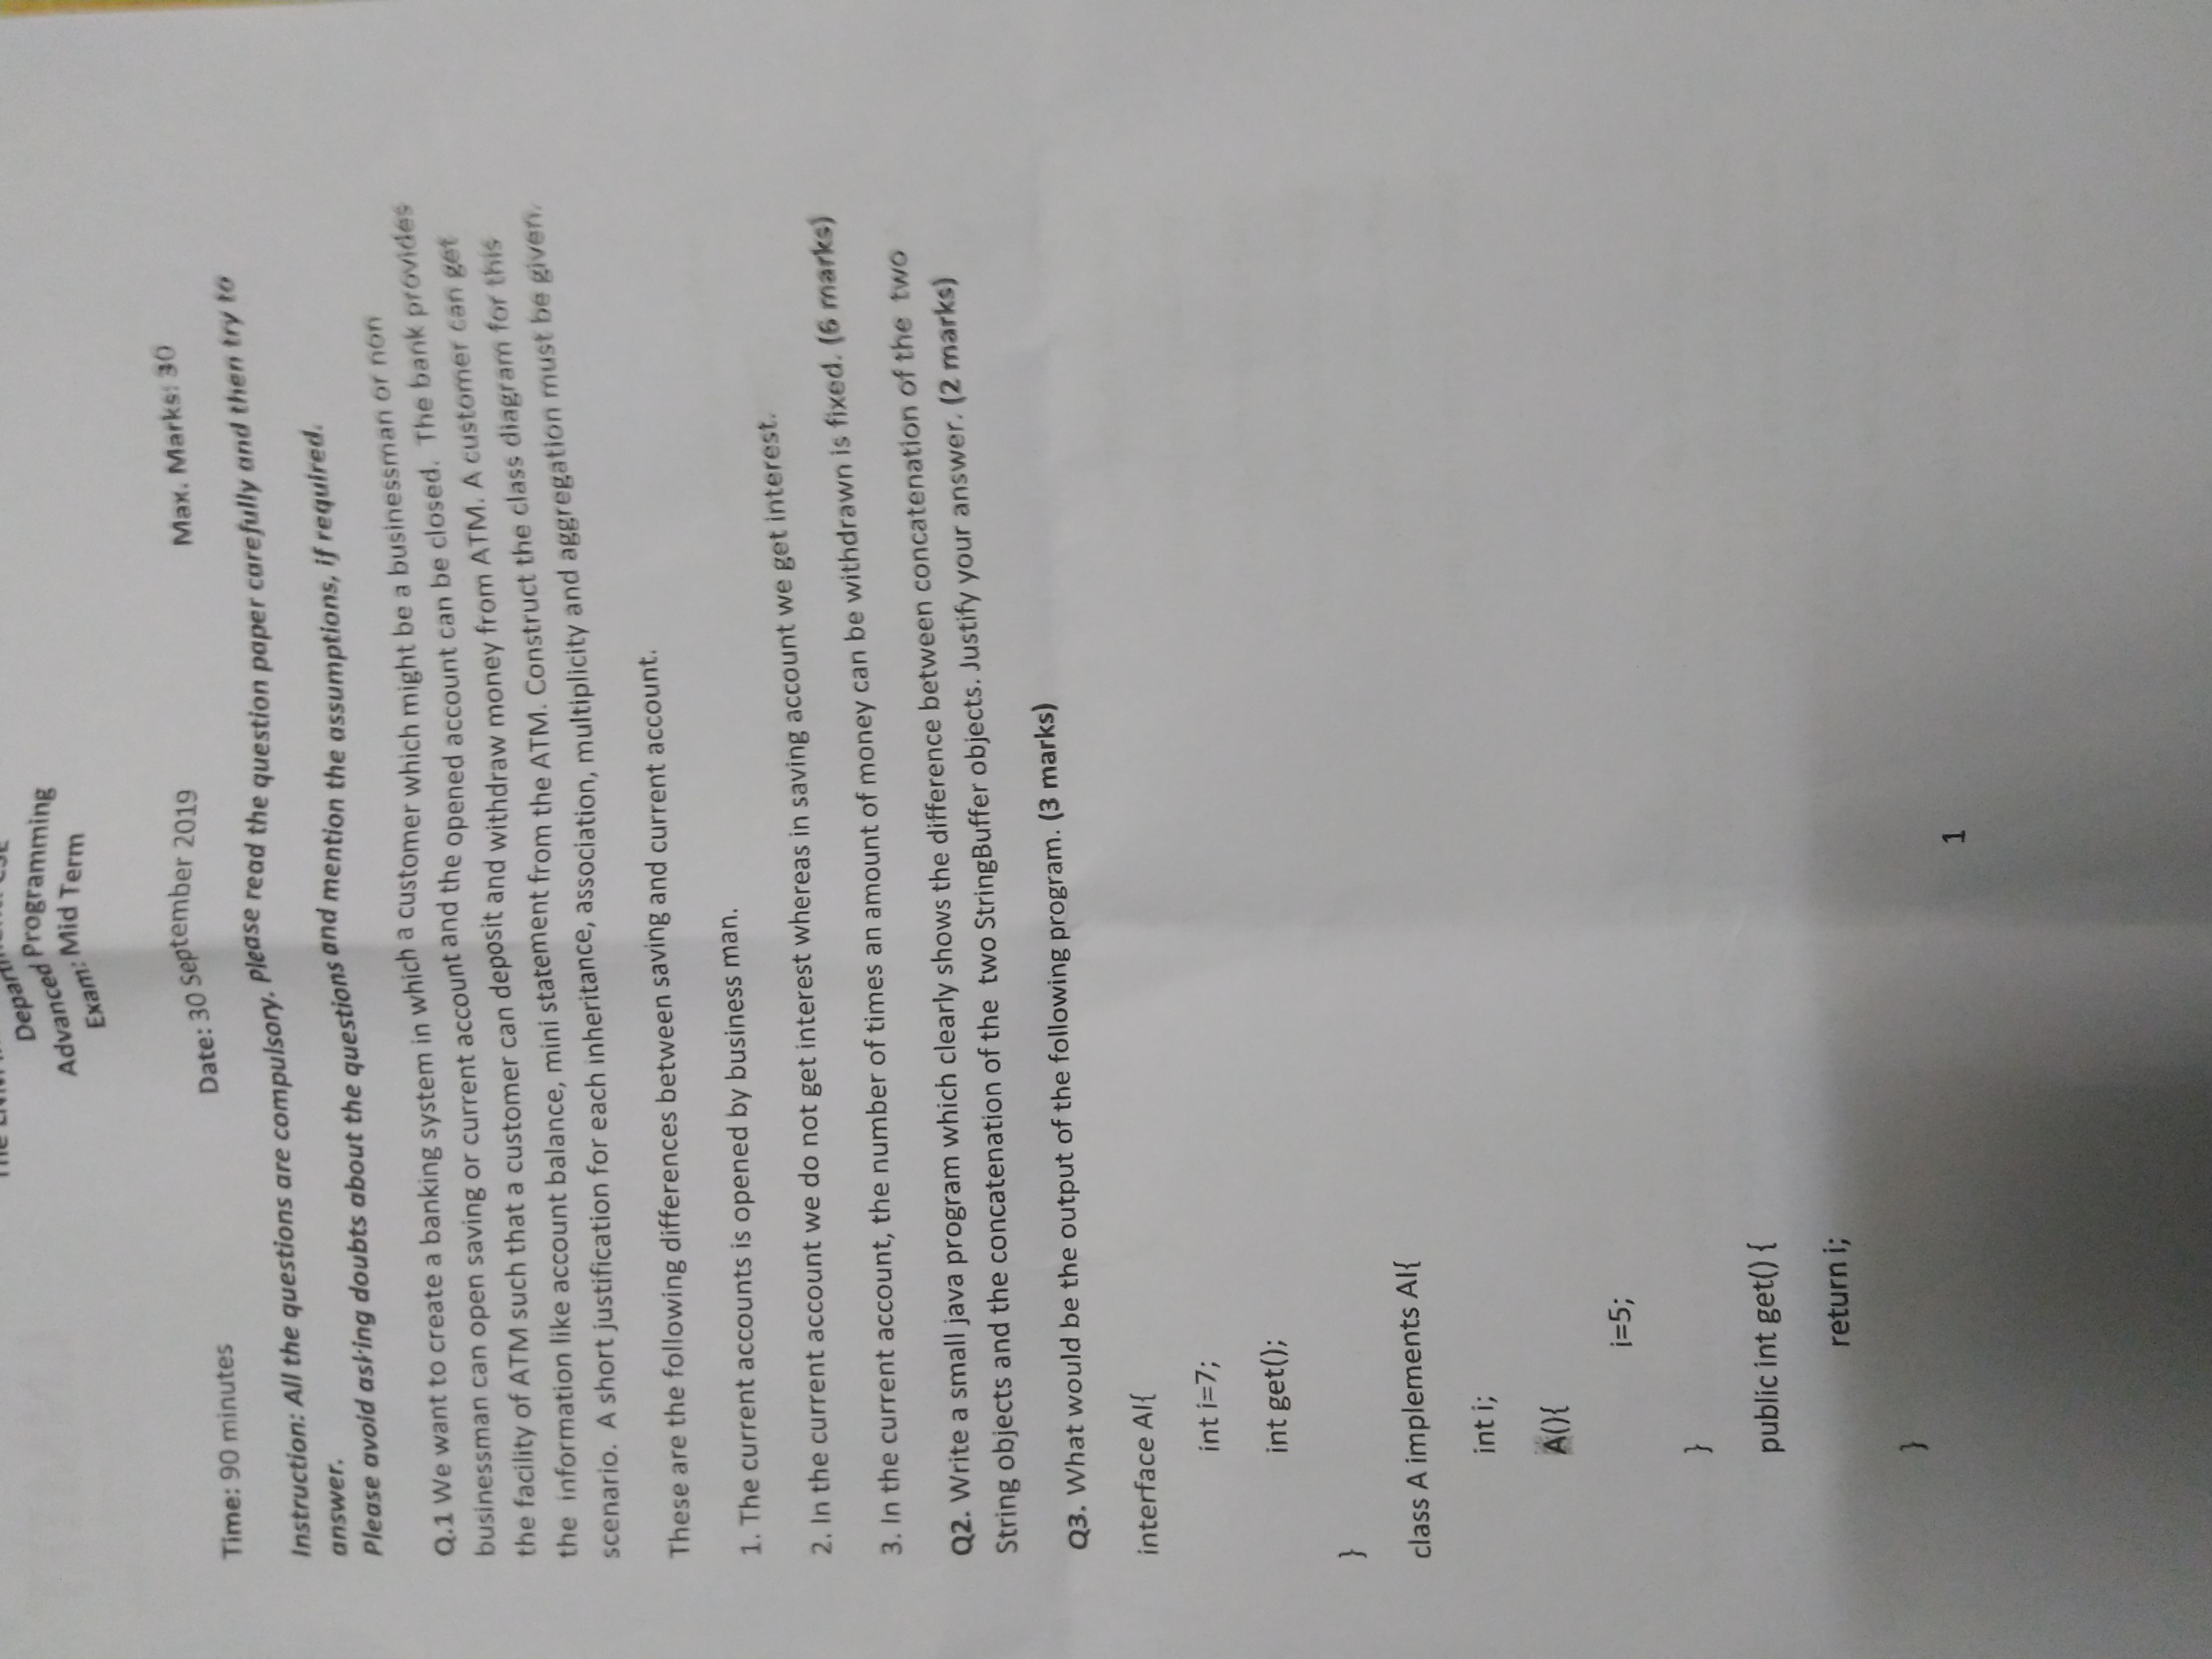 Advanced Programming
Exam: Mid Term
Time: 90 minutes
Date: 30 September 2019
Max. Marks: 30
Instruction: All the questions are compulsory. Please read the question paper carefully and then try to
answer.
Please avoid asking doubts about the questions and mention the assumptions, if required.
Q.1 We want to create a banking system in which a customer which might be a businessman or non
businessman can open saving or current account and the opened account can be closed. The bank provides
the facility of ATM such that a customer can deposit and withdraw money from ATM. A customer can get
the information like account balance, mini statement from the ATM. Construct the class diagram for this
scenario. A short justification for each inheritance, association, multiplicity and aggregation must be given.
These are the following differences between saving and current account.
1. The current accounts is opened by business man.
2. In the current account we do not get interest whereas in saving account we get interest.
3. In the current account, the number of times an amount of money can be withdrawn is fixed. (6 marks)
Q2. Write a small java program which clearly shows the difference between concatenation of the two
String objects and the concatenation of the two StringBuffer objects. Justify your answer. (2 marks)
Q3. What would be the output of the following program. (3 marks)
interface AI{
int i=7;
int get();
}
class A implements AI{
int i;
A(){
i=5;
}
public int get() {
return i;
}
1